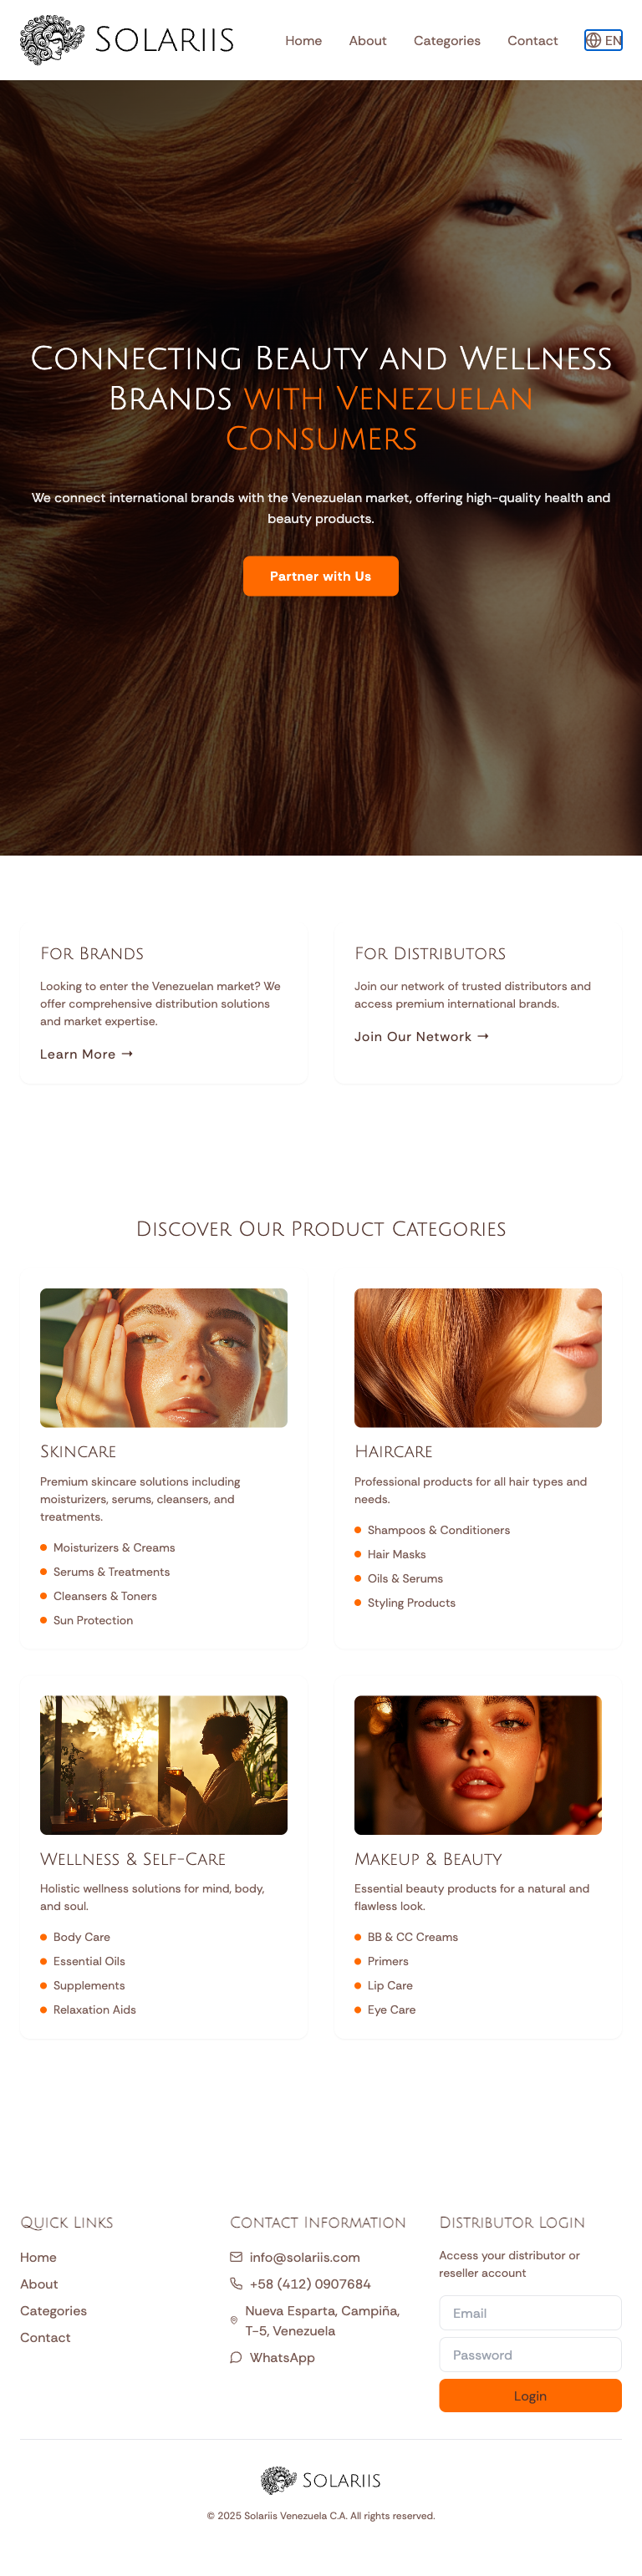 Solariis
Home
About
Categories
Contact
EN
Connecting Beauty and Wellness
Brands with Venezuelan
Consumers
We connect international brands with the Venezuelan market, offering high-quality health and
beauty products.
Partner with Us
For Brands
Looking to enter the Venezuelan market? We
offer comprehensive distribution solutions
and market expertise.
Learn More →
For Distributors
Join our network of trusted distributors and
access premium international brands.
Join Our Network →
Discover Our Product Categories
Skincare
Premium skincare solutions including
moisturizers, serums, cleansers, and
treatments.
Moisturizers & Creams
Serums & Treatments
Cleansers & Toners
Sun Protection
Haircare
Professional products for all hair types and
needs.
Shampoos & Conditioners
Hair Masks
Oils & Serums
Styling Products
Wellness & Self-Care
Holistic wellness solutions for mind, body,
and soul.
Body Care
Essential Oils
Supplements
Relaxation Aids
Makeup & Beauty
Essential beauty products for a natural and
flawless look.
BB & CC Creams
Primers
Lip Care
Eye Care
Quick Links
Home
About
Categories
Contact
Contact Information
info@solariis.com
+58 (412) 0907684
Nueva Esparta, Campiña,
T-5, Venezuela
WhatsApp
Distributor Login
Access your distributor or
reseller account
Email
Password
Login
Solariis
© 2025 Solariis Venezuela C.A. All rights reserved.